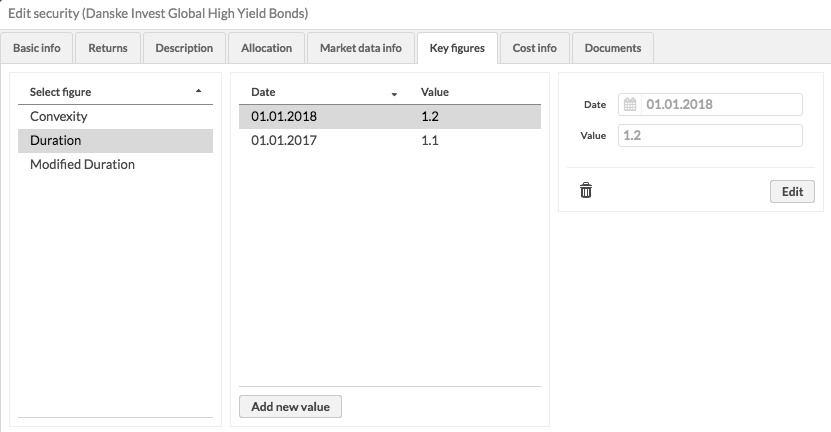 Edit security (Danske Invest Global High Yield Bonds)
Basic info Returns Description Allocation Market data info Key figures Cost info Documents
Select figure
Convexity
Duration
Modified Duration
Date Value
01.01.2018 1.2
01.01.2017 1.1
Add new value
Date 01.01.2018
Value 1.2
Edit